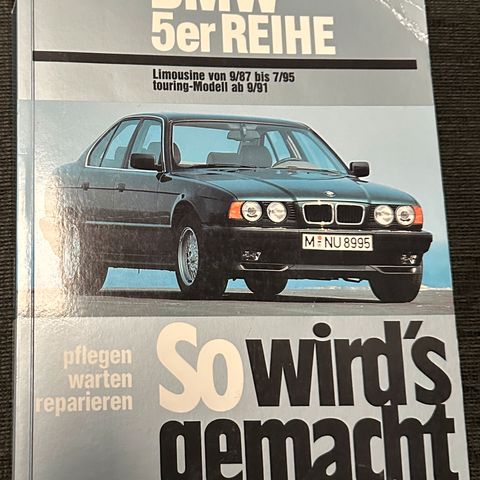 BMW
5er REIHE
Limousine von 9/87 bis 7/95
touring-Modell ab 9/91
M NU 8995
pflegen
warten
reparieren
So wird's
gemacht